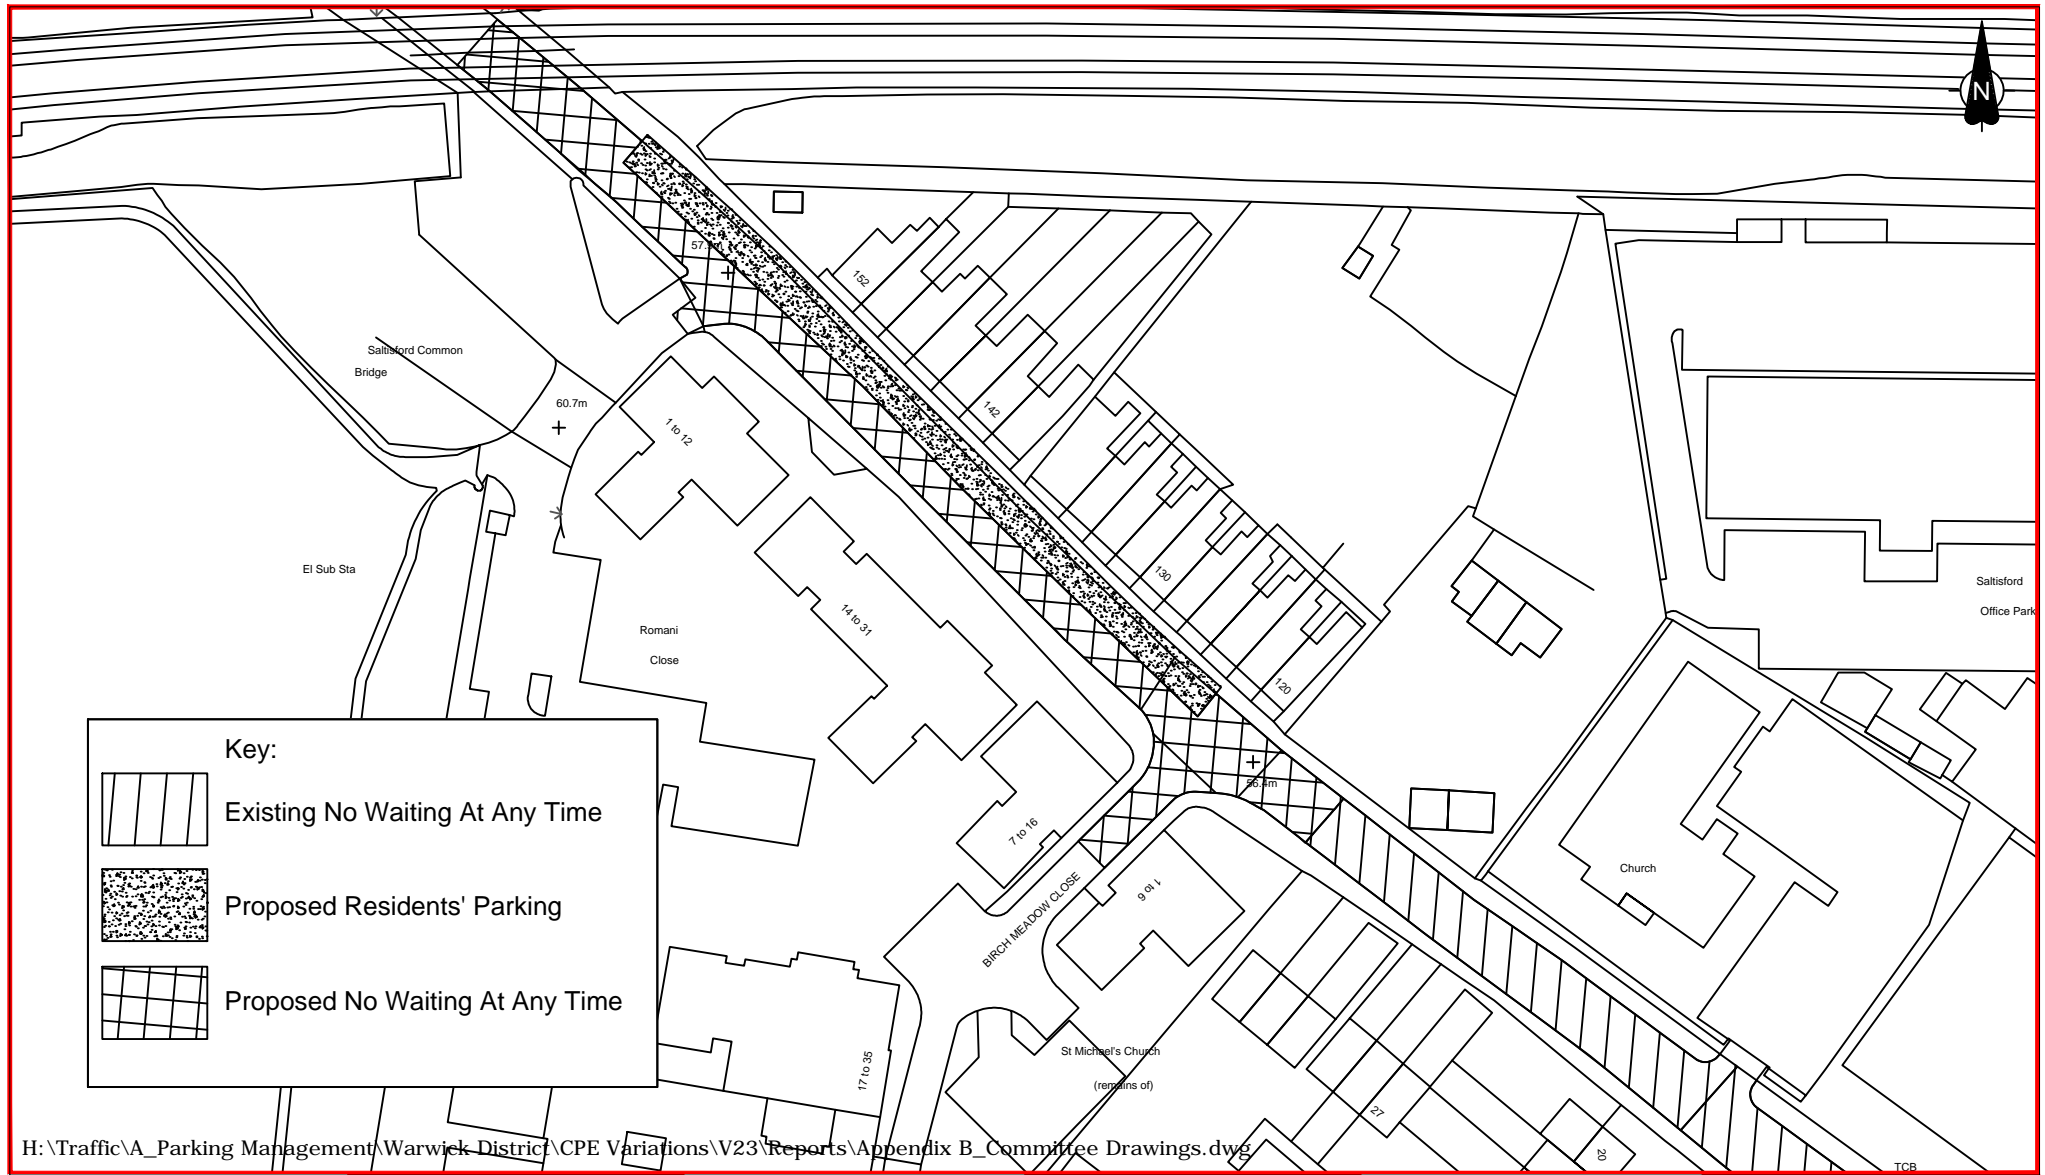 N
57.9m
152
Saltisford Common
Bridge
60.7m
142
1 to 12
El Sub Sta
130
Saltisford
Office Park
14 to 31
Romani
Close
120
56.4m
Key:
Existing No Waiting At Any Time
Proposed Residents' Parking
Proposed No Waiting At Any Time
7 to 16
1 to 6
Church
BIRCH MEADOW CLOSE
St Michael's Church
(remains of)
17 to 35
27
20
TCB
H:\Traffic\A_Parking Management\Warwick District\CPE Variations\V23\Reports\Appendix B_Committee Drawings.dwg